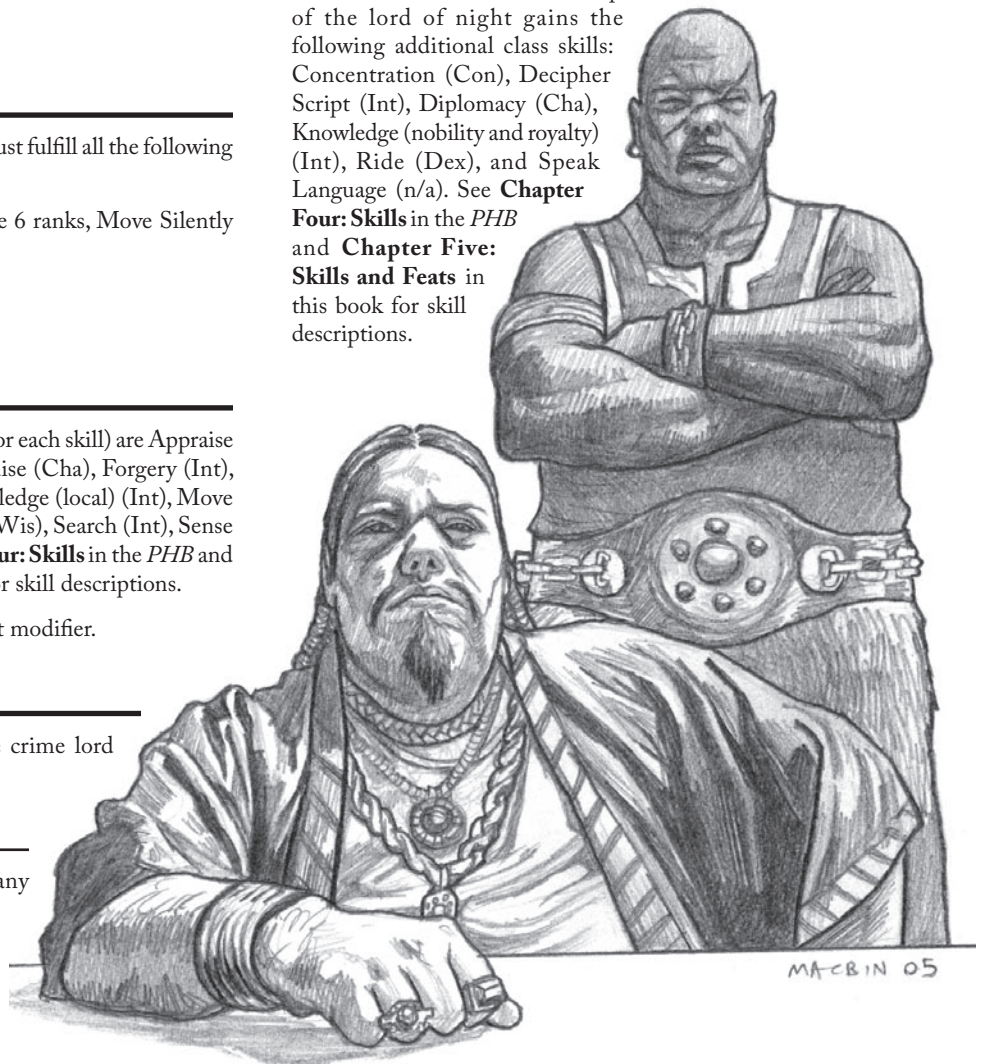 ust fulfill all the following
e 6 ranks, Move Silently
or each skill) are Appraise
ise (Cha), Forgery (Int),
ledge (local) (Int), Move
Wis), Search (Int), Sense
ur: Skills in the PHB and
or skill descriptions.
t modifier.
e crime lord
any
of the lord of night gains the
following additional class skills:
Concentration (Con), Decipher
Script (Int), Diplomacy (Cha),
Knowledge (nobility and royalty)
(Int), Ride (Dex), and Speak
Language (n/a). See Chapter
Four: Skills in the PHB
and Chapter Five:
Skills and Feats in
this book for skill
descriptions.
MACBIN 05